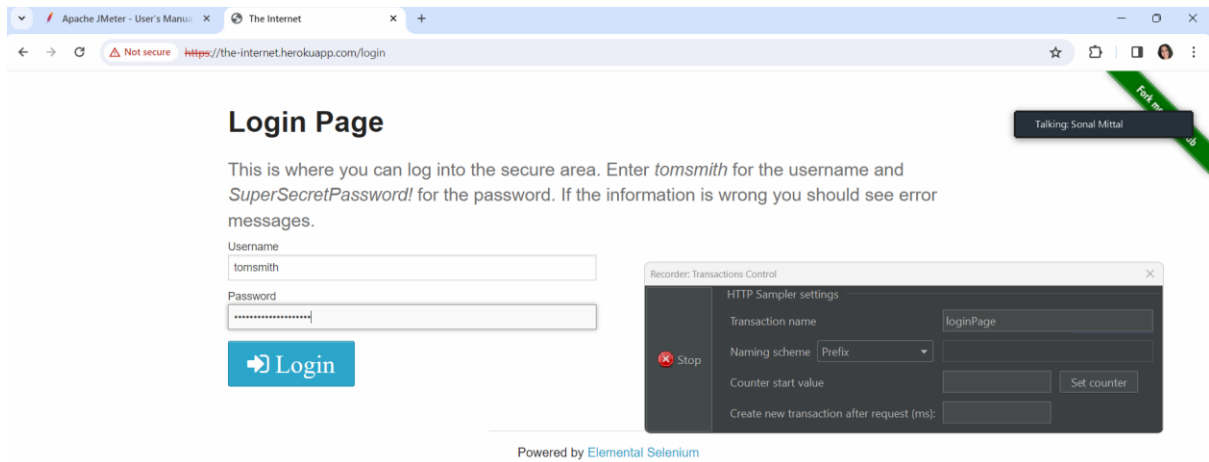 Apache JMeter - User's Manua
The Internet
Not secure https://the-internet.herokuapp.com/login
Fork me
ub
Talking: Sonal Mittal
Login Page
This is where you can log into the secure area. Enter tomsmith for the username and
SuperSecretPassword! for the password. If the information is wrong you should see error
messages.
Username
tomsmith
Password
••••••••••••••••••••
Login
Recorder: Transactions Control
HTTP Sampler settings
Transaction name loginPage
Stop
Naming scheme Prefix
Counter start value Set counter
Create new transaction after request (ms):
Powered by Elemental Selenium